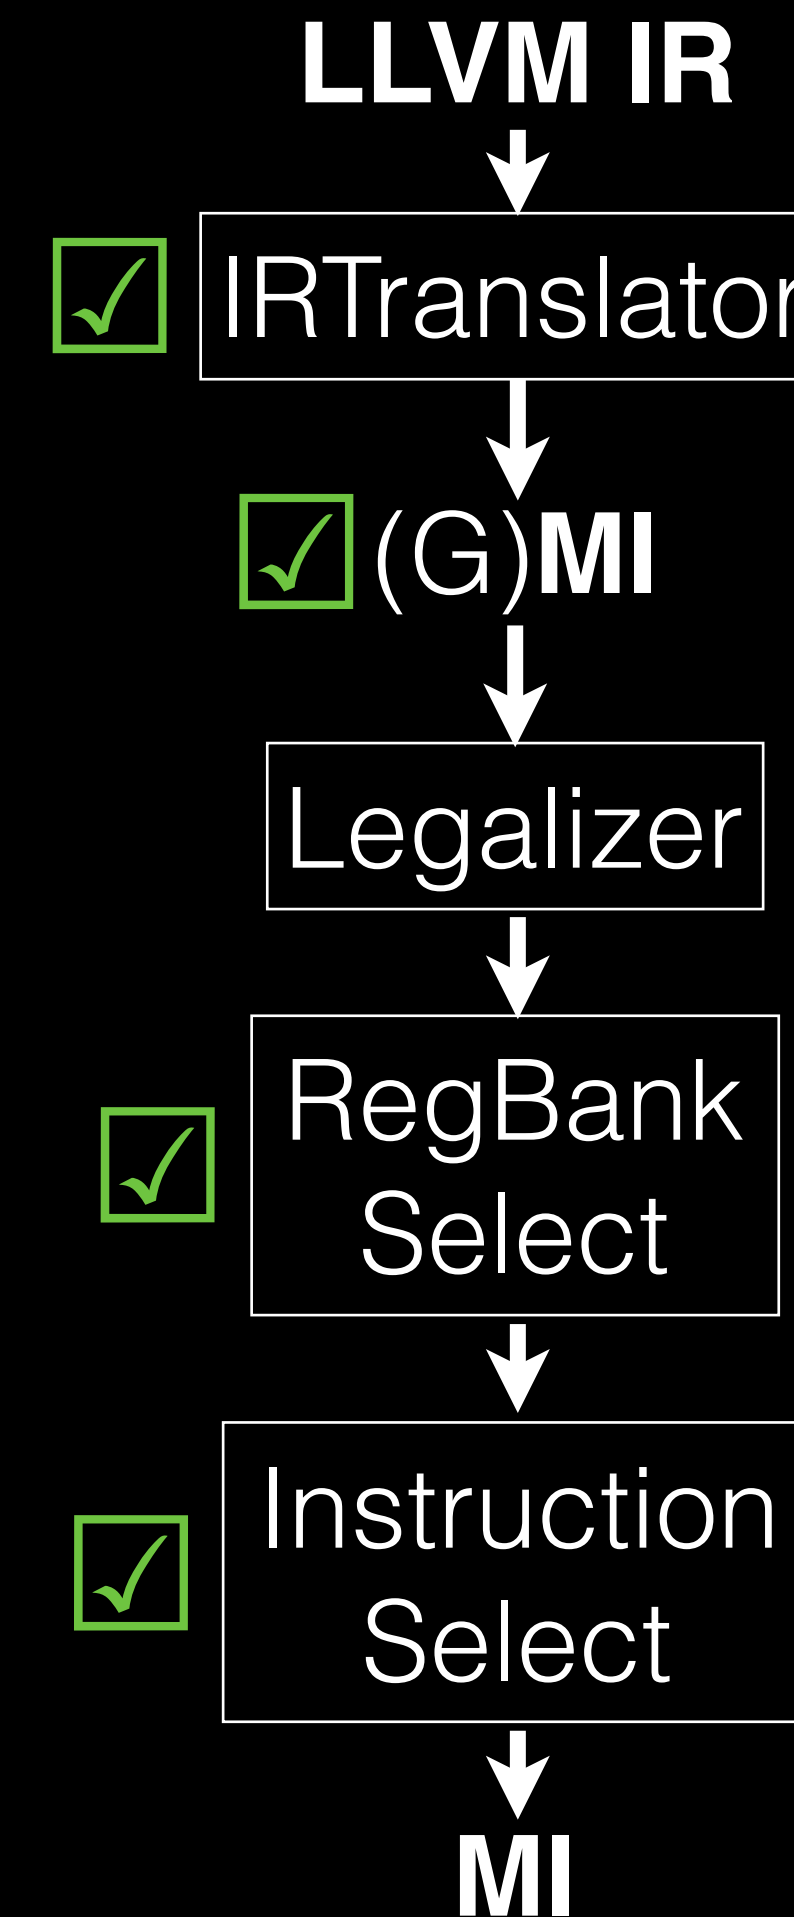 LLVM IR
IRTranslator
(G)MI
Legalizer
RegBank
Select
Instruction
Select
MI